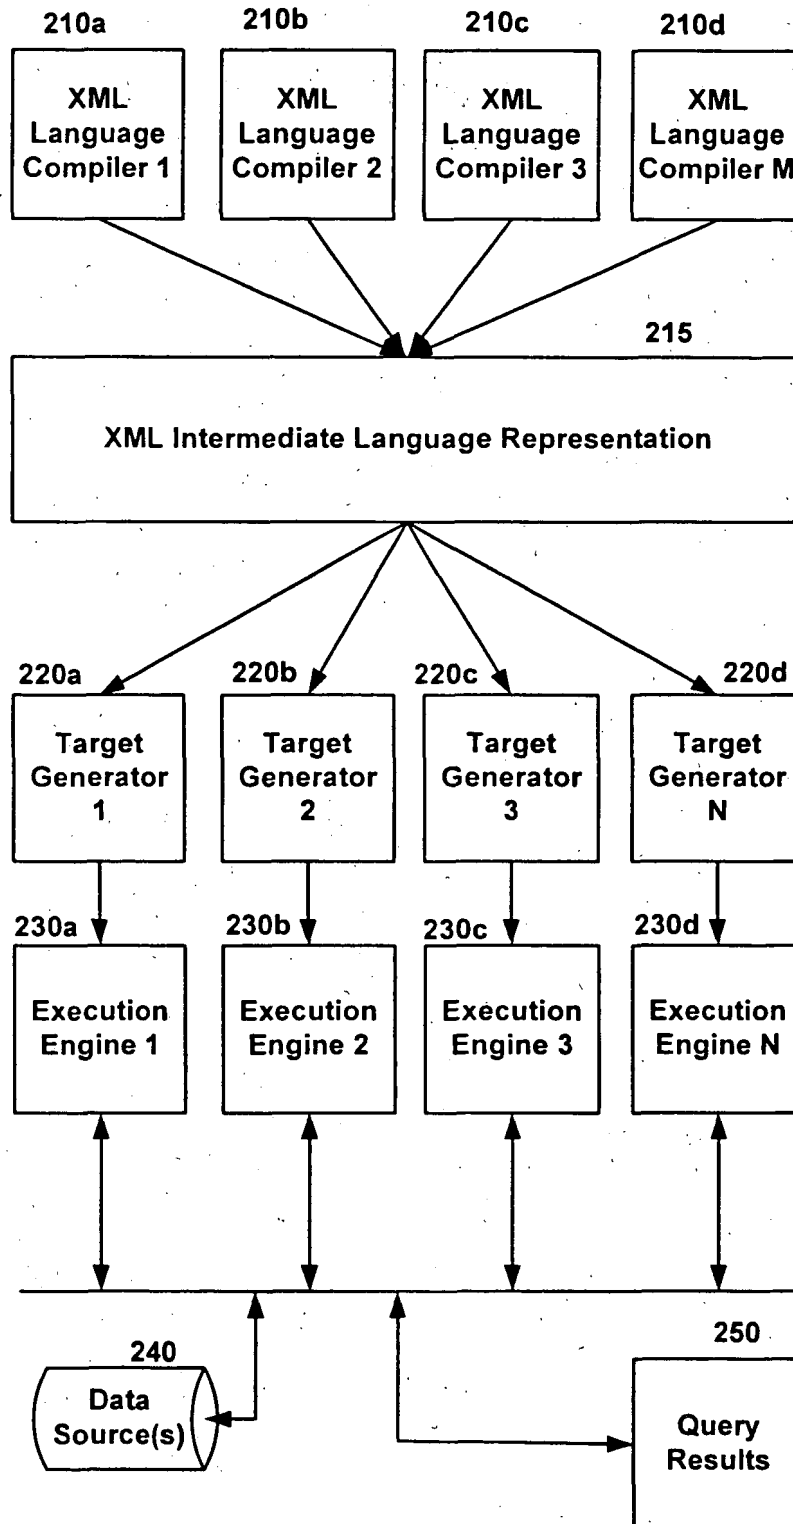 210a
210b
210c
210d
XML
Language
Compiler 1
XML
Language
Compiler 2
XML
Language
Compiler 3
XML
Language
Compiler M
215
XML Intermediate Language Representation
220a
220b
220c
220d
Target
Generator
1
Target
Generator
2
Target
Generator
3
Target
Generator
N
230a
230b
230c
230d
Execution
Engine 1
Execution
Engine 2
Execution
Engine 3
Execution
Engine N
240
250
Data
Source(s)
Query
Results